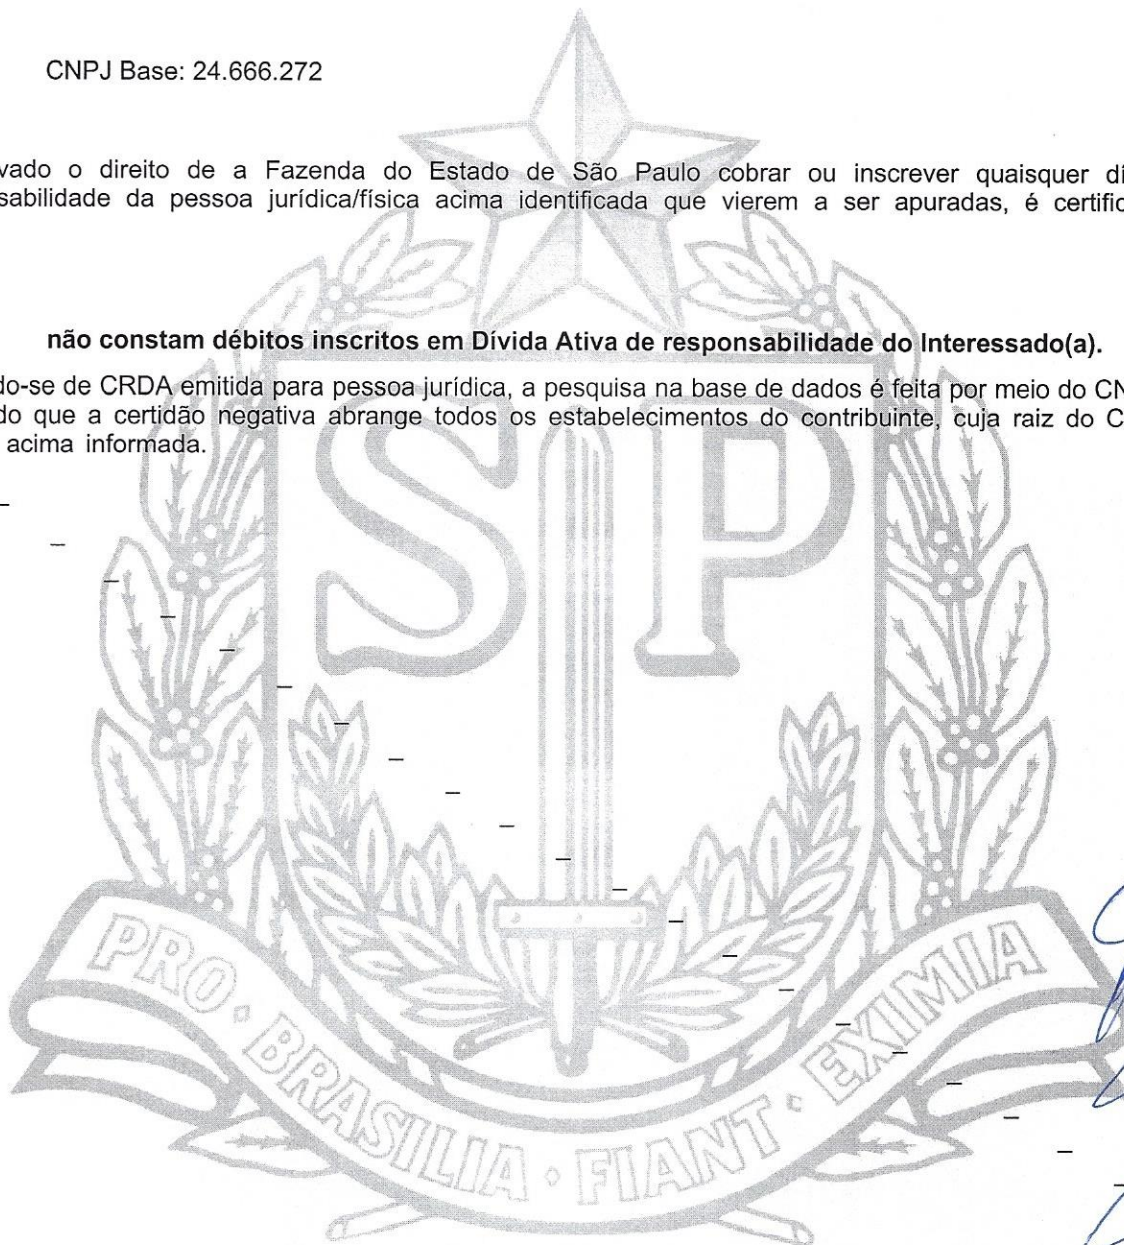 CNPJ Base: 24.666.272
vado o direito de a Fazenda do Estado de São Paulo cobrar ou inscrever quaisquer dí
sabilidade da pessoa jurídica/física acima identificada que vierem a ser apuradas, é certific
não constam débitos inscritos em Dívida Ativa de responsabilidade do Interessado(a).
do-se de CRDA emitida para pessoa jurídica, a pesquisa na base de dados é feita por meio do CN
do que a certidão negativa abrange todos os estabelecimentos do contribuinte, cuja raiz do C
acima informada.
SP
PRO • BRASILIA • FIANT • EXIMIA